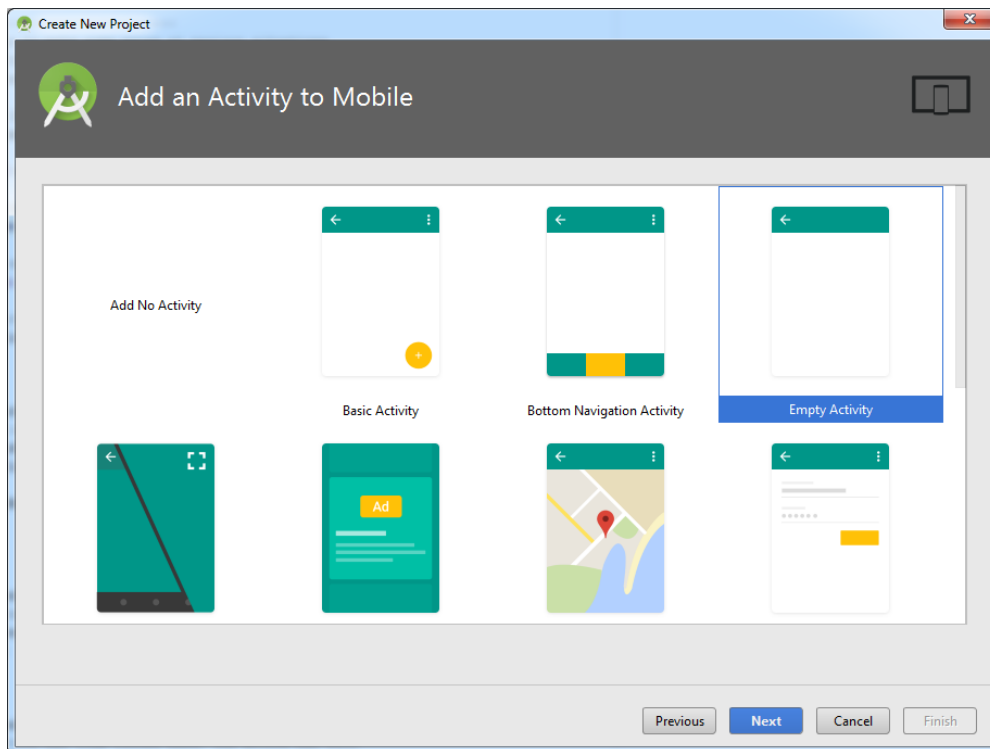 Create New Project
Add an Activity to Mobile
Add No Activity
Basic Activity
Bottom Navigation Activity
Empty Activity
Ad
Previous
Next
Cancel
Finish